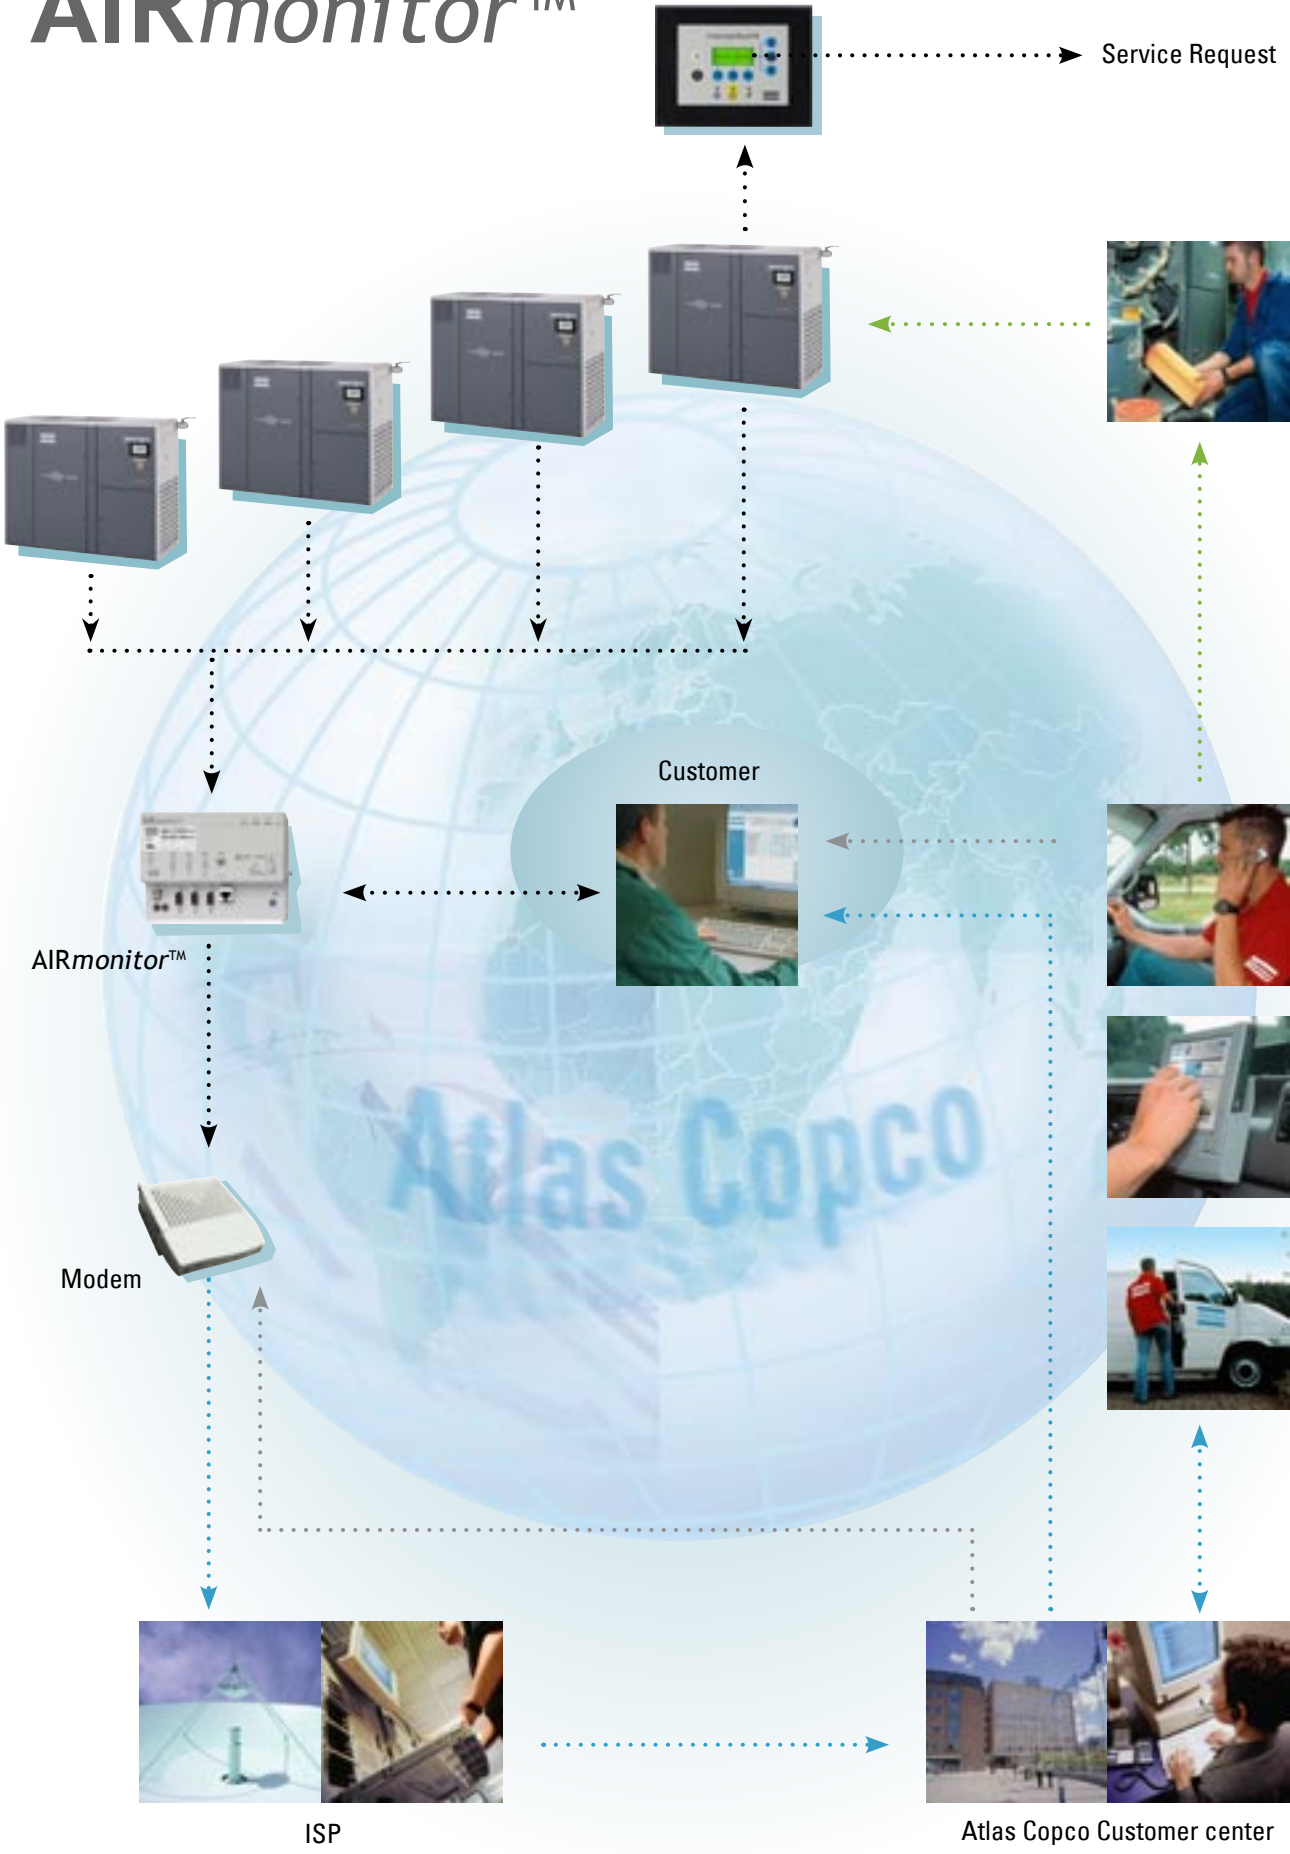 AIRmonitor™
Service Request
Customer
AIRmonitor™
Atlas Copco
Modem
ISP
Atlas Copco Customer center